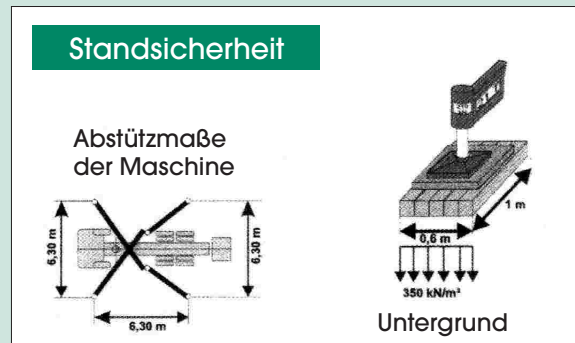 Standsicherheit
Abstützmaße
der Maschine
6,30 m
6,30 m
6,30 m
1 m
0,6 m
350 kN/m²
Untergrund